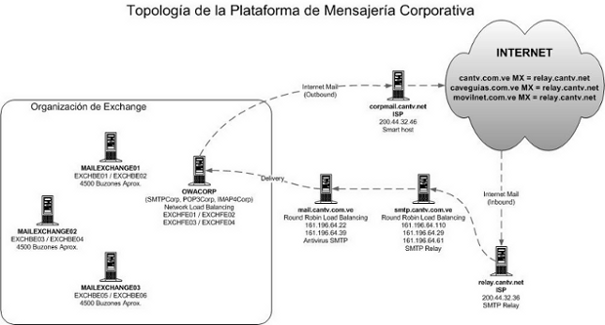 Topología de la Plataforma de Mensajería Corporativa
INTERNET
cantv.com.ve MX = relay.cantv.net
caveguias.com.ve MX = relay.cantv.net
movilnet.com.ve MX = relay.cantv.net
Internet Mail
(Outbound)
corpmail.cantv.net
ISP
200.44.32.46
Smart host
Organización de Exchange
MAILEXCHANGE01
EXCHBE01 / EXCHBE02
4500 Buzones Aprox.
OWACORP
(SMTPCorp, POP3Corp, IMAP4Corp)
Network Load Balancing
EXCHFE01 / EXCHFE02
EXCHFE03 / EXCHFE04
Delivery
mail.cantv.com.ve
Round Robin Load Balancing
161.196.64.22
161.196.64.39
Antivirus SMTP
smtp.cantv.com.ve
Round Robin Load Balancing
161.196.64.110
161.196.64.29
161.196.64.61
SMTP Relay
Internet Mail
(Inbound)
MAILEXCHANGE02
EXCHBE03 / EXCHBE04
4500 Buzones Aprox.
MAILEXCHANGE03
EXCHBE05 / EXCHBE06
4500 Buzones Aprox.
relay.cantv.net
ISP
200.44.32.36
SMTP Relay